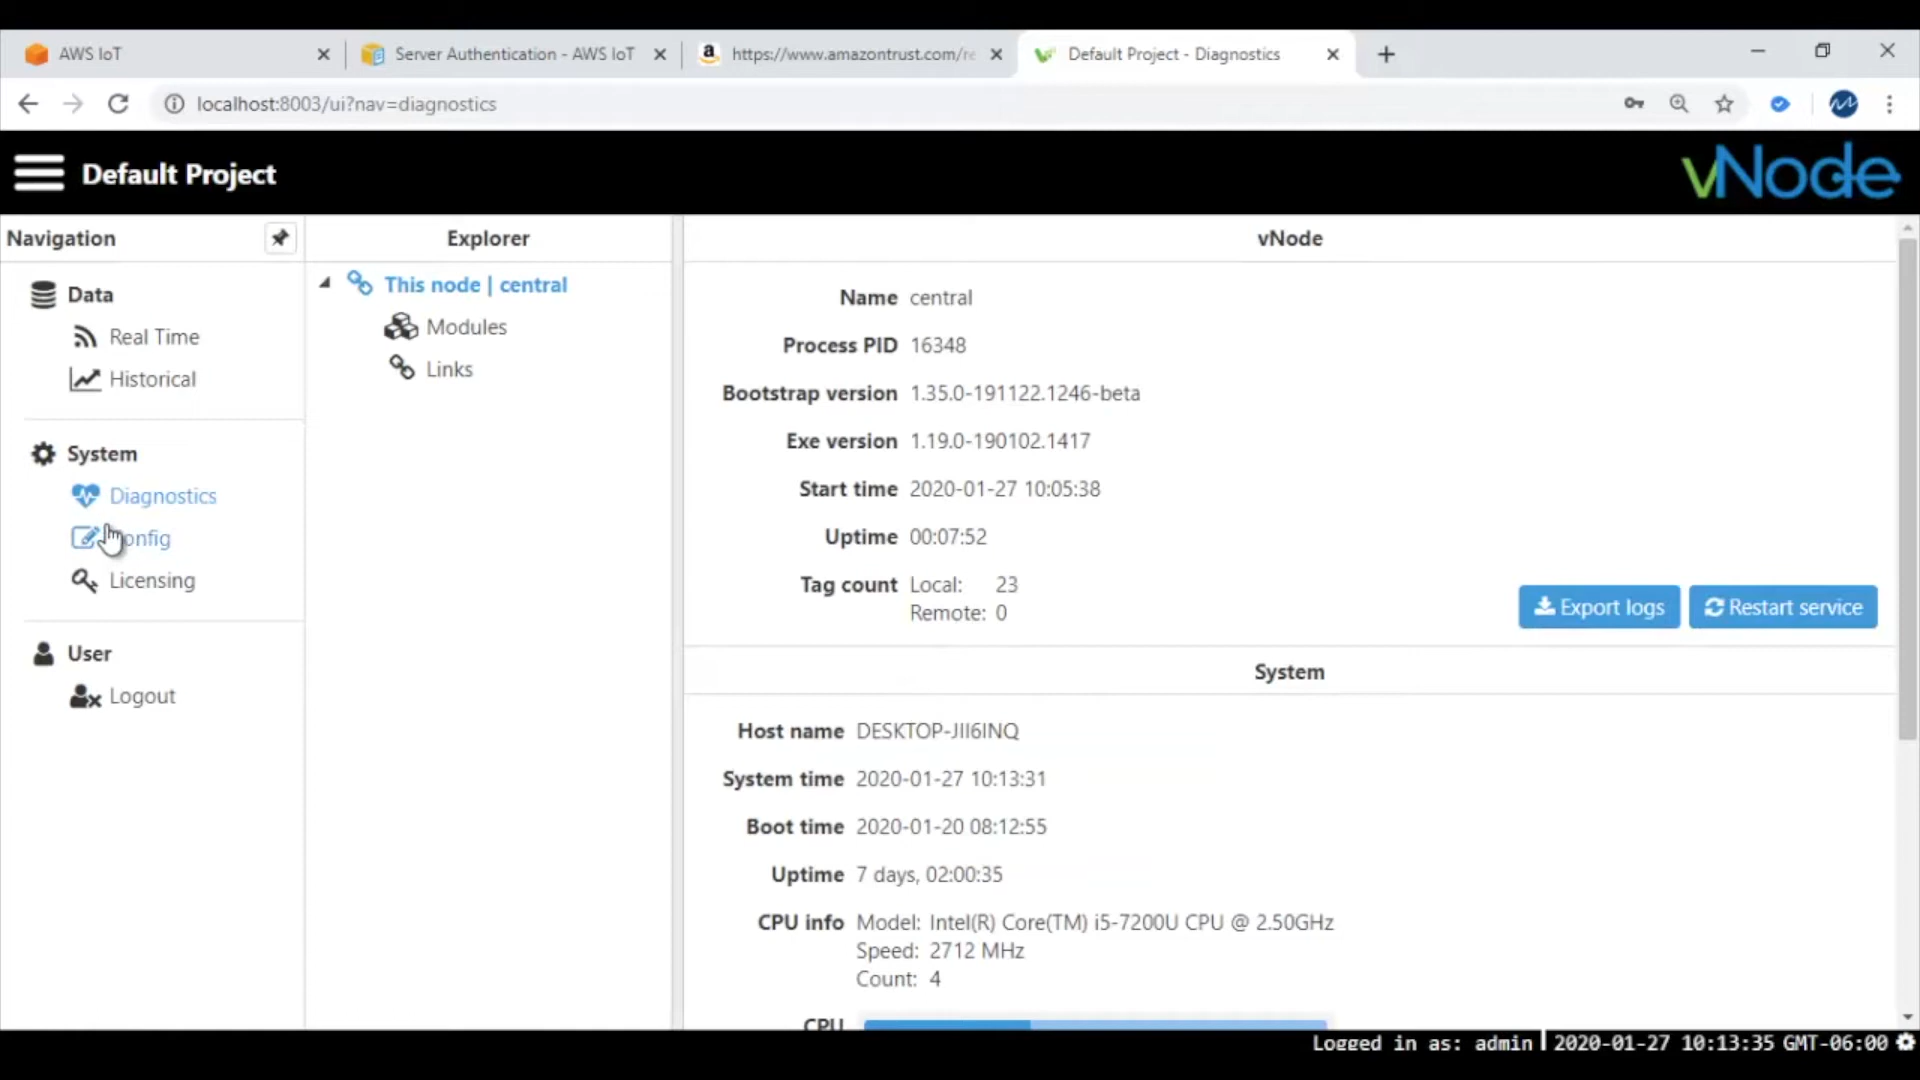 AWS IoT
Server Authentication - AWS IoT
https://www.amazontrust.com/re
Default Project - Diagnostics
localhost:8003/ui?nav=diagnostics
Default Project
vNode
Navigation
Data
Real Time
Historical
System
Diagnostics
onfig
Licensing
User
Logout
Explorer
This node | central
Modules
Links
vNode
Name central
Process PID 16348
Bootstrap version 1.35.0-191122.1246-beta
Exe version 1.19.0-190102.1417
Start time 2020-01-27 10:05:38
Uptime 00:07:52
Tag count Local: 23
Remote: 0
Export logs
Restart service
System
Host name DESKTOP-JII6INQ
System time 2020-01-27 10:13:31
Boot time 2020-01-20 08:12:55
Uptime 7 days, 02:00:35
CPU info Model: Intel(R) Core(TM) i5-7200U CPU @ 2.50GHz
Speed: 2712 MHz
Count: 4
CPU
Logged in as: admin | 2020-01-27 10:13:35 GMT-06:00